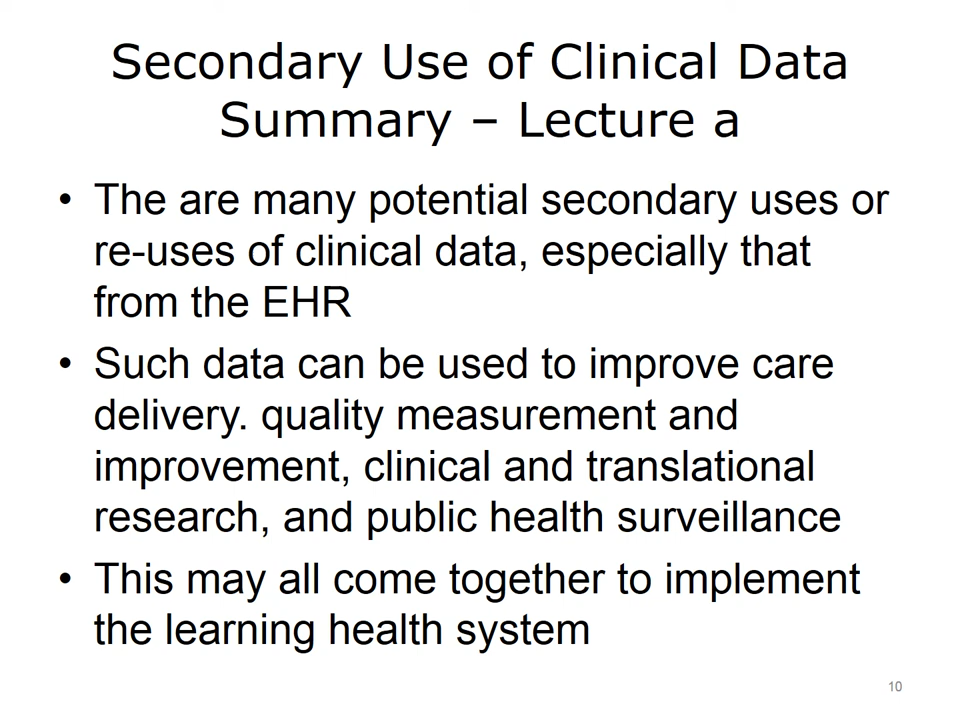 Secondary Use of Clinical Data
Summary – Lecture a
• The are many potential secondary uses or
re-uses of clinical data, especially that
from the EHR
• Such data can be used to improve care
delivery. quality measurement and
improvement, clinical and translational
research, and public health surveillance
• This may all come together to implement
the learning health system
10